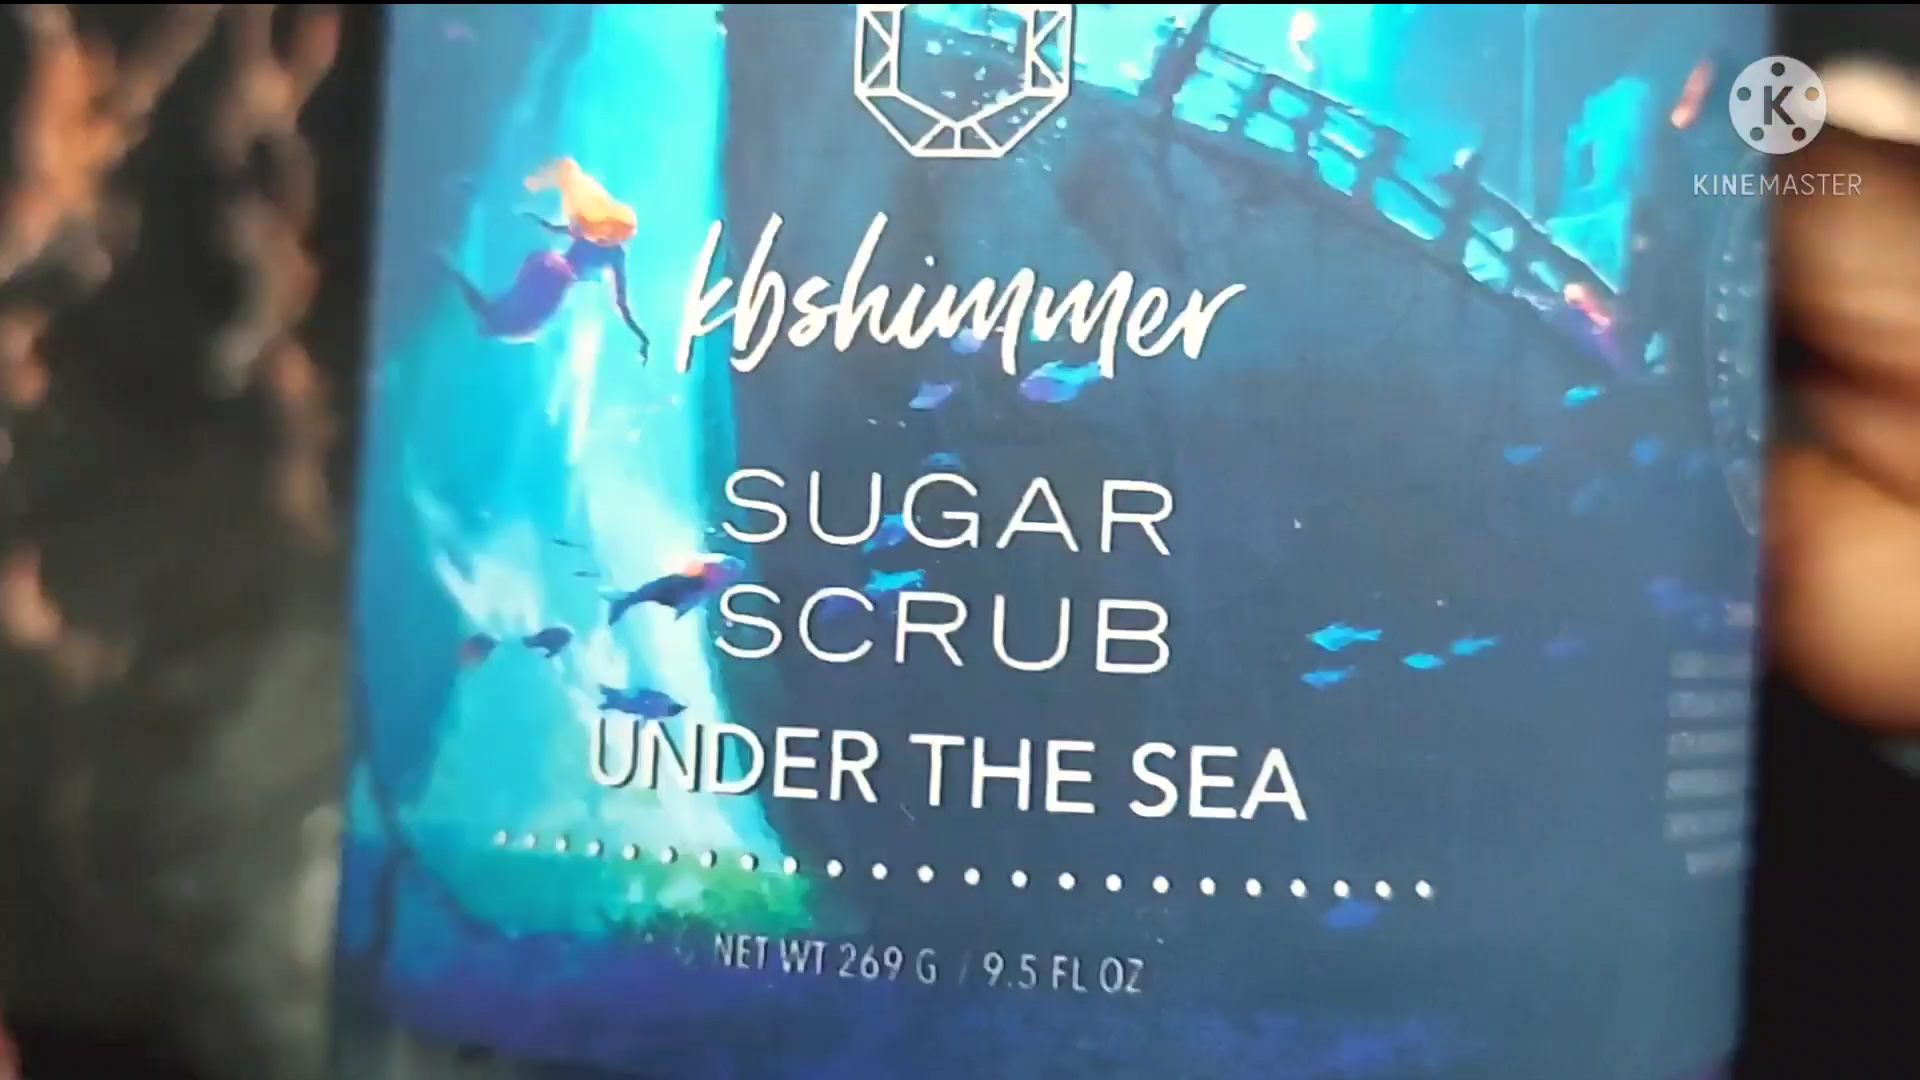 K
KINEMASTER
kbshimmer
SUGAR
SCRUB
UNDER THE SEA
NET WT 269 G / 9.5 FL OZ